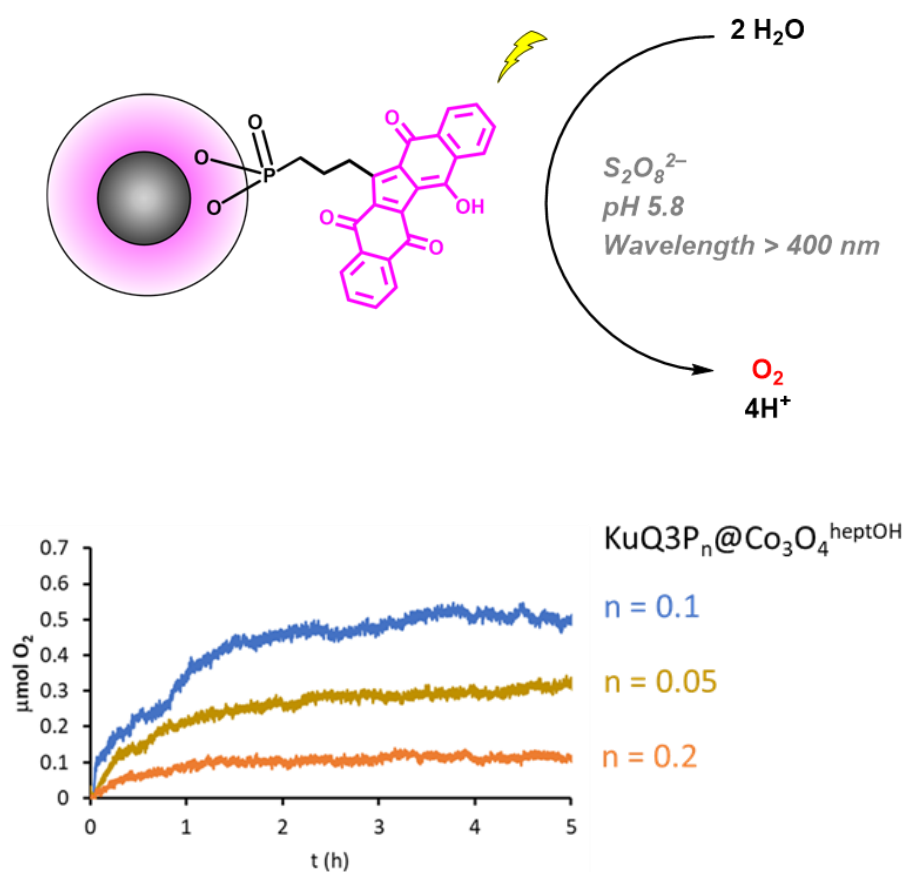 2 H₂O
O
O
P
O
O
OH
O
O
S₂O₈²⁻
pH 5.8
Wavelength > 400 nm
O₂
4H⁺
KuQ3Pₙ@Co₃O₄ʰᵉᵖᵗᴼᴴ
n = 0.1
n = 0.05
n = 0.2
μmol O₂
0.7
0.6
0.5
0.4
0.3
0.2
0.1
0
0 1 2 3 4 5
t (h)